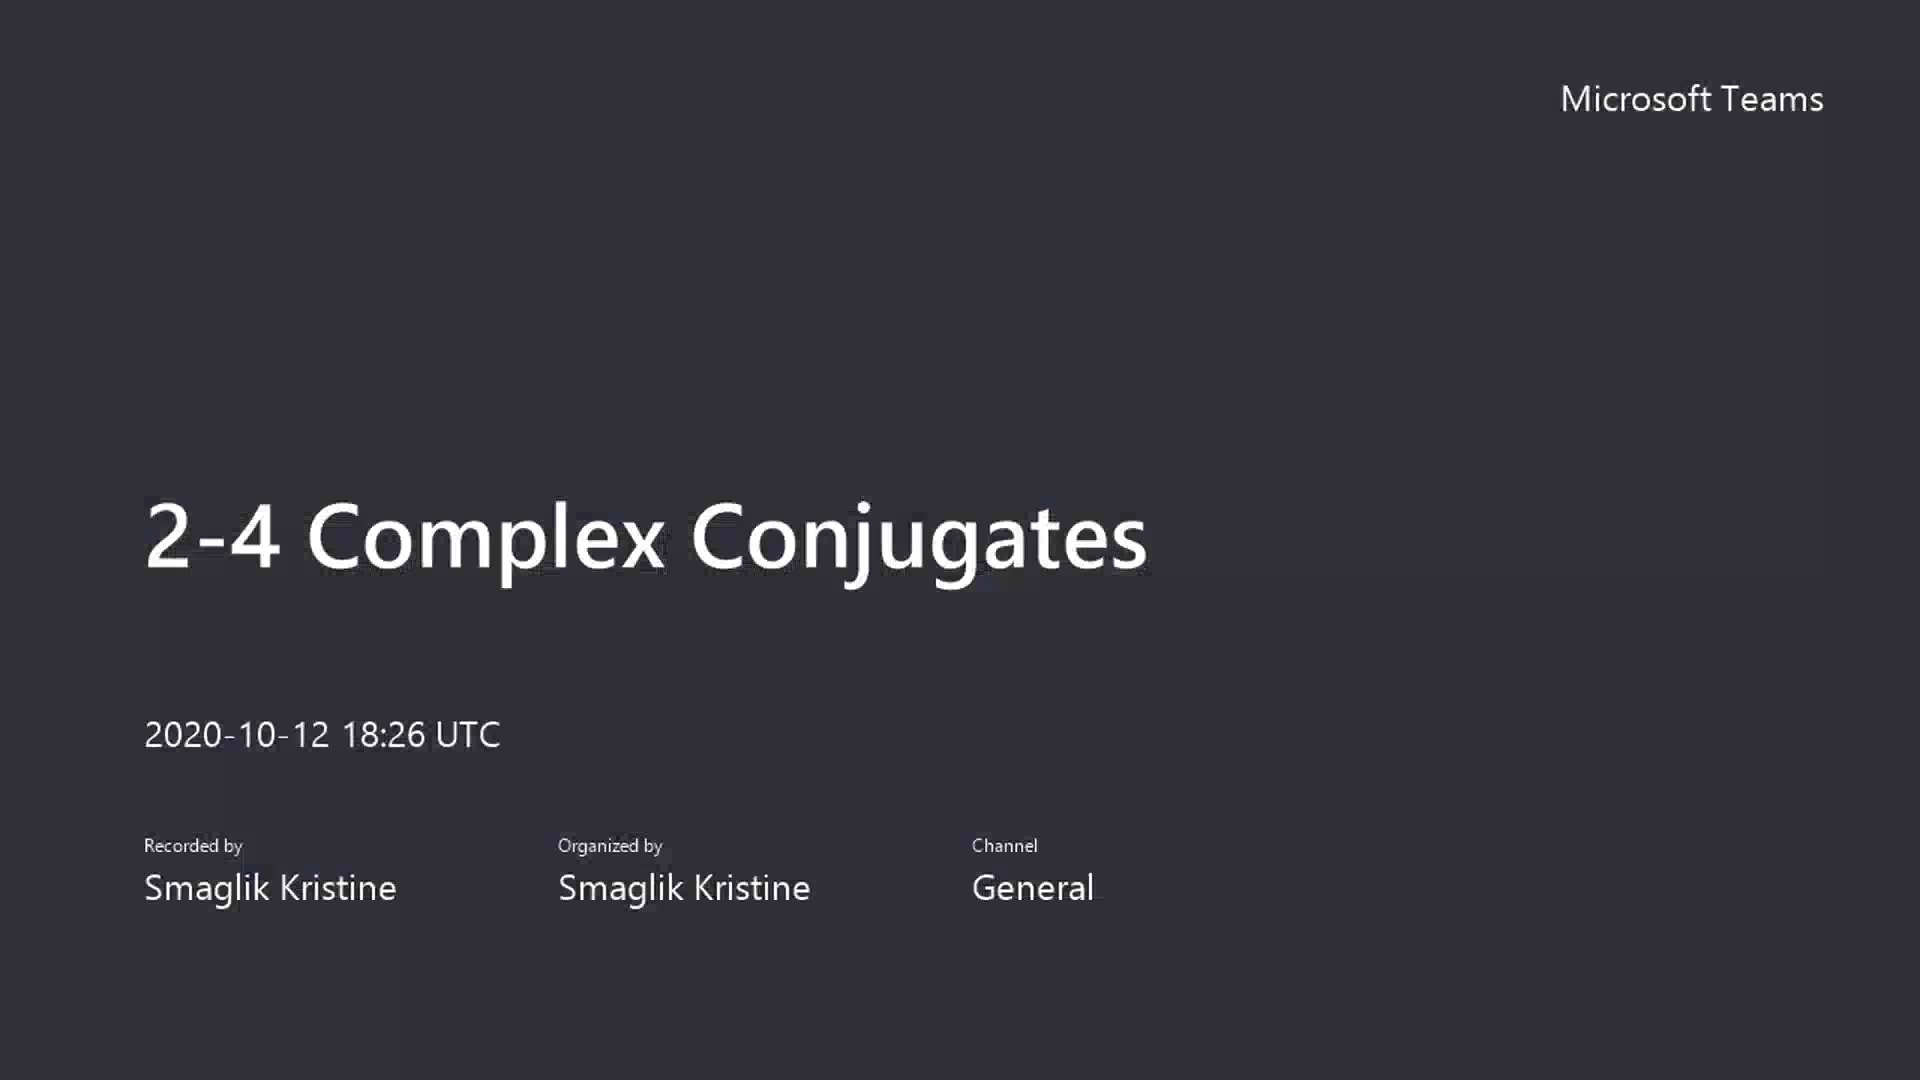 Microsoft Teams
2-4 Complex Conjugates
2020-10-12 18:26 UTC
Recorded by
Smaglik Kristine
Organized by
Smaglik Kristine
Channel
General